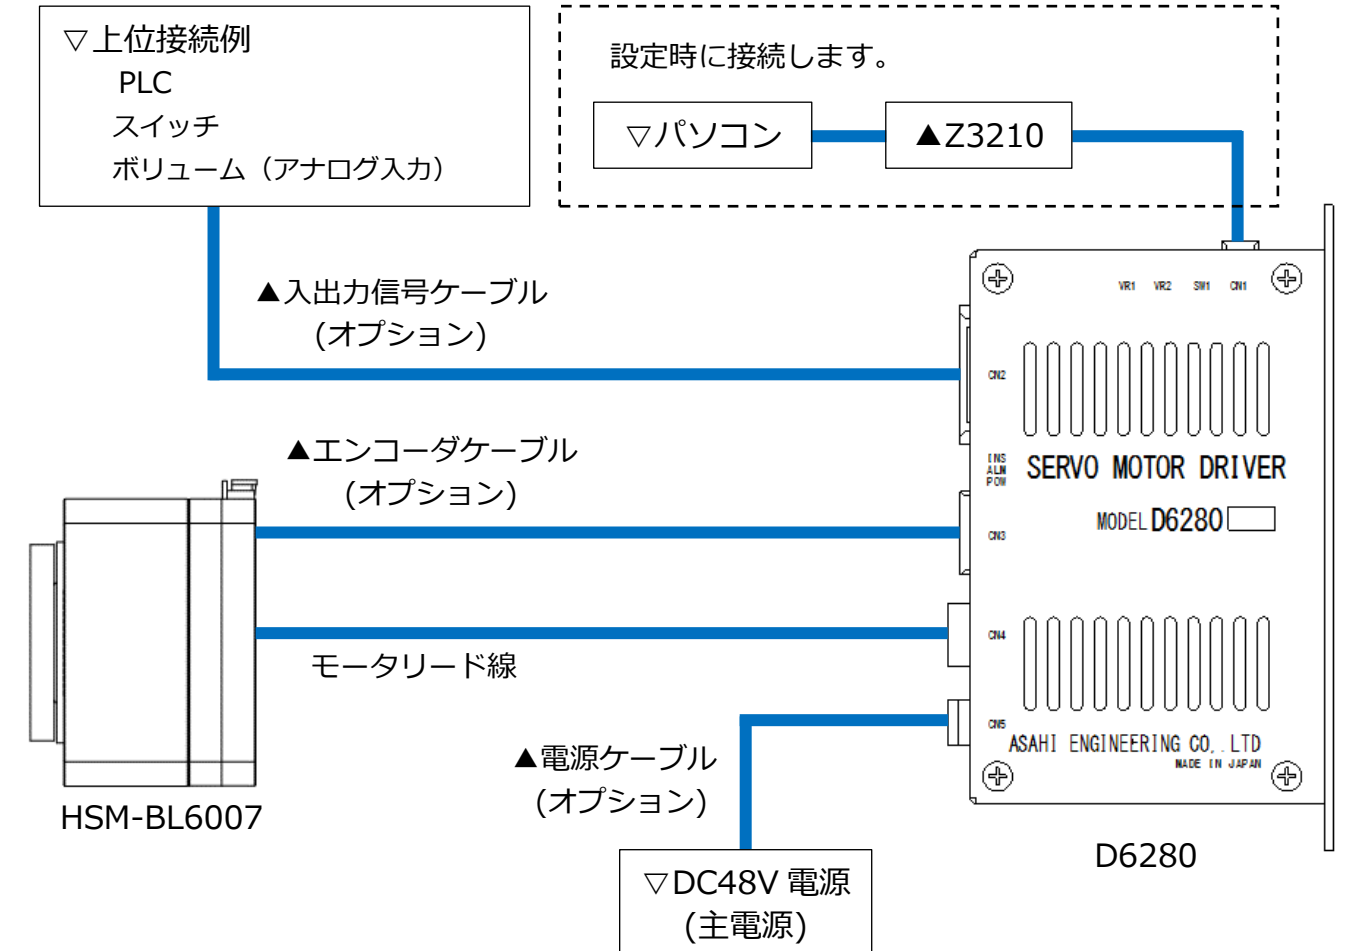 ▽上位接続例
PLC
スイッチ
ボリューム（アナログ入力）
設定時に接続します。
▽パソコン
▲Z3210
▲入出力信号ケーブル
(オプション)
VR1 VR2 SW1 CN1
CN2
▲エンコーダケーブル
(オプション)
INS
ALM
POW
SERVO MOTOR DRIVER
MODEL D6280
CN3
CN4
モータリード線
CN5
ASAHI ENGINEERING CO,.LTD
MADE IN JAPAN
▲電源ケーブル
(オプション)
HSM-BL6007
D6280
▽DC48V 電源
(主電源)